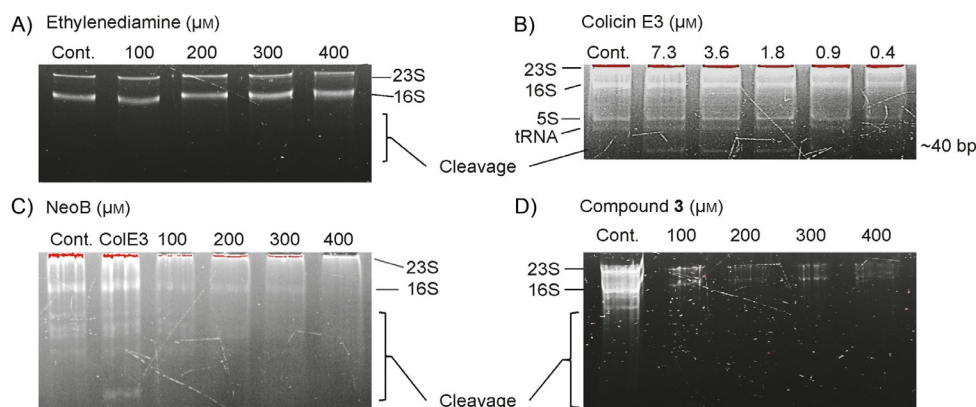 A) Ethylenediamine (μM)
Cont. 100 200 300 400
23S
16S
Cleavage
B) Colicin E3 (μM)
Cont. 7.3 3.6 1.8 0.9 0.4
23S
16S
5S
tRNA
~40 bp
C) NeoB (μM)
Cont. ColE3 100 200 300 400
23S
16S
Cleavage
D) Compound 3 (μM)
Cont. 100 200 300 400
23S
16S